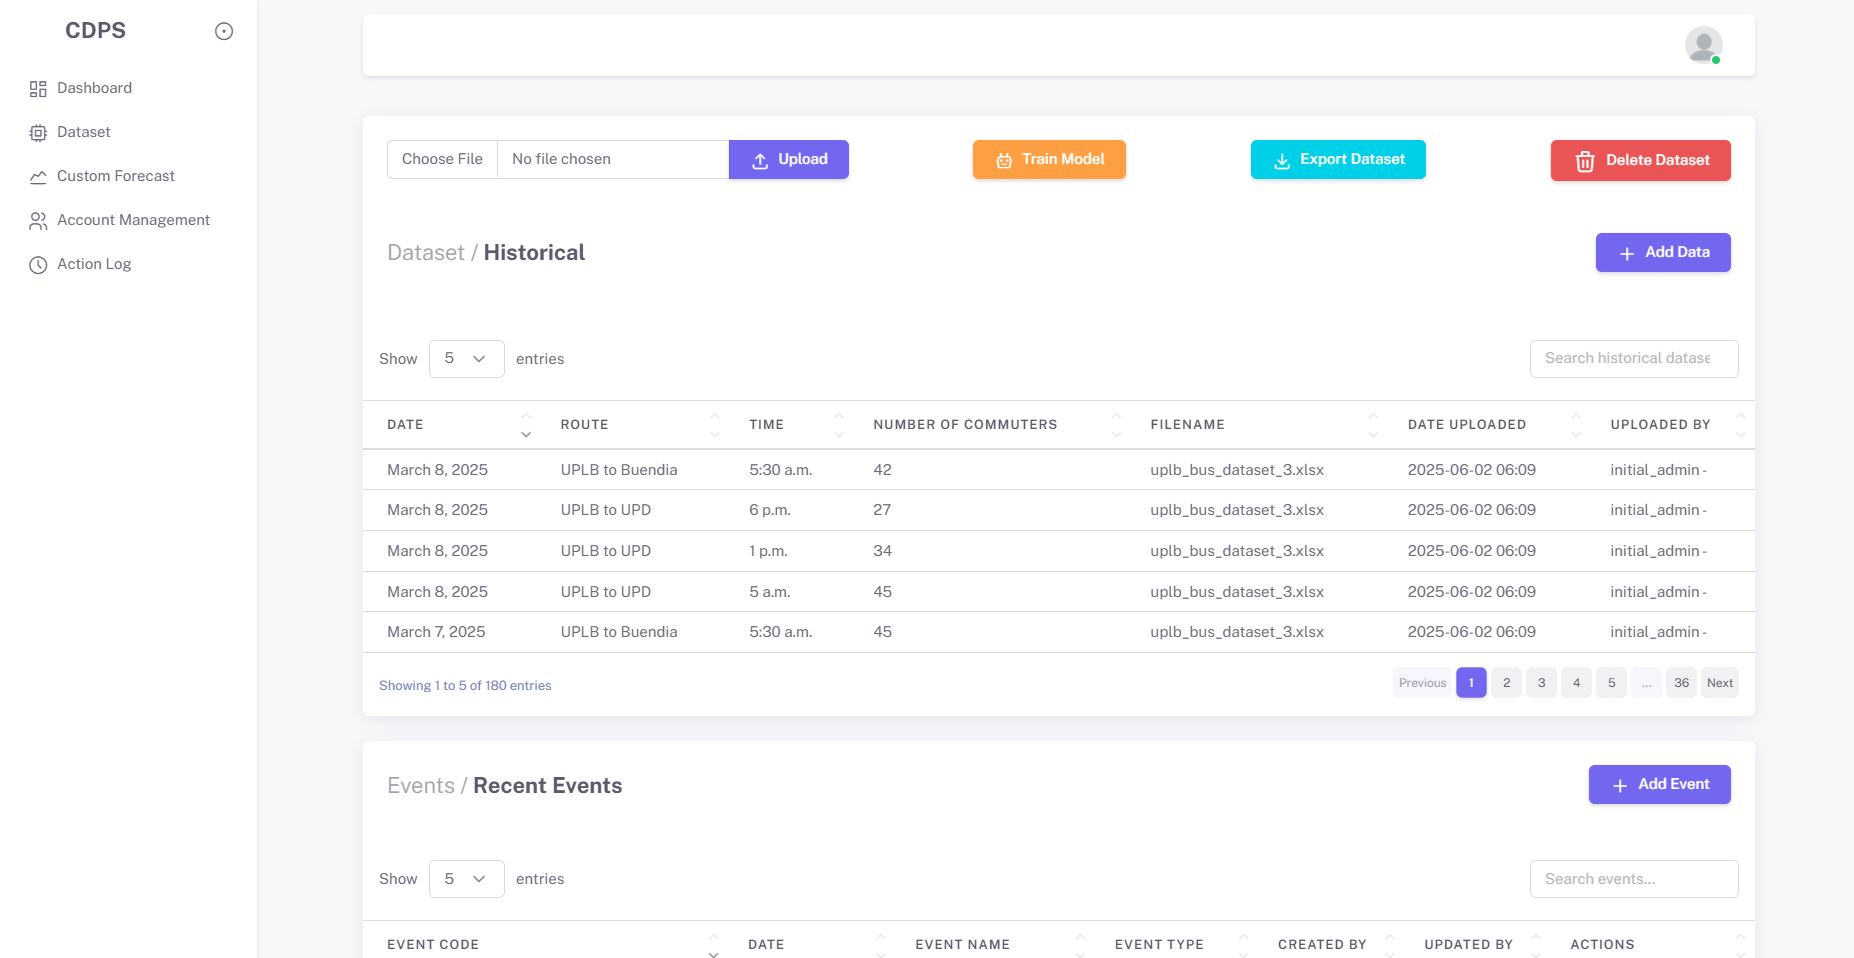 CDPS
Dashboard
Dataset
Custom Forecast
Account Management
Action Log
Choose File No file chosen Upload Train Model Export Dataset Delete Dataset
Dataset / Historical Add Data
Show 5 entries Search historical datase
DATE ROUTE TIME NUMBER OF COMMUTERS FILENAME DATE UPLOADED UPLOADED BY
March 8, 2025 UPLB to Buendia 5:30 a.m. 42 uplb_bus_dataset_3.xlsx 2025-06-02 06:09 initial_admin -
March 8, 2025 UPLB to UPD 6 p.m. 27 uplb_bus_dataset_3.xlsx 2025-06-02 06:09 initial_admin -
March 8, 2025 UPLB to UPD 1 p.m. 34 uplb_bus_dataset_3.xlsx 2025-06-02 06:09 initial_admin -
March 8, 2025 UPLB to UPD 5 a.m. 45 uplb_bus_dataset_3.xlsx 2025-06-02 06:09 initial_admin -
March 7, 2025 UPLB to Buendia 5:30 a.m. 45 uplb_bus_dataset_3.xlsx 2025-06-02 06:09 initial_admin -
Showing 1 to 5 of 180 entries Previous 1 2 3 4 5 ... 36 Next
Events / Recent Events Add Event
Show 5 entries Search events...
EVENT CODE DATE EVENT NAME EVENT TYPE CREATED BY UPDATED BY ACTIONS